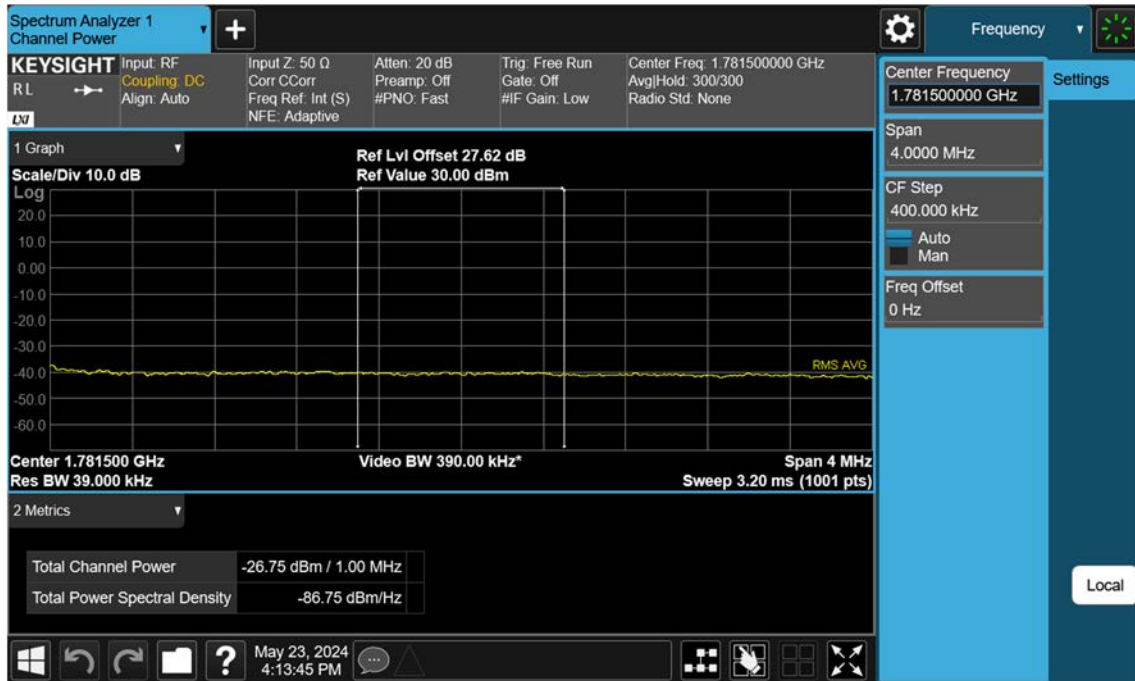 Spectrum Analyzer 1
Channel Power
Frequency
KEYSIGHT
R L
LXI
Input: RF
Coupling: DC
Align: Auto
Input Z: 50 Ω
Corr CCorr
Freq Ref: Int (S)
NFE: Adaptive
Atten: 20 dB
Preamp: Off
#PNO: Fast
Trig: Free Run
Gate: Off
#IF Gain: Low
Center Freq: 1.781500000 GHz
Avg|Hold: 300/300
Radio Std: None
Center Frequency
1.781500000 GHz
Settings
Span
4.0000 MHz
CF Step
400.000 kHz
Auto
Man
Freq Offset
0 Hz
1 Graph
Scale/Div 10.0 dB
Ref Lvl Offset 27.62 dB
Ref Value 30.00 dBm
Log
20.0
10.0
0.00
-10.0
-20.0
-30.0
-40.0
-50.0
-60.0
RMS AVG
Center 1.781500 GHz
Video BW 390.00 kHz*
Span 4 MHz
Res BW 39.000 kHz
Sweep 3.20 ms (1001 pts)
2 Metrics
Total Channel Power
-26.75 dBm / 1.00 MHz
Total Power Spectral Density
-86.75 dBm/Hz
Local
?
May 23, 2024
4:13:45 PM